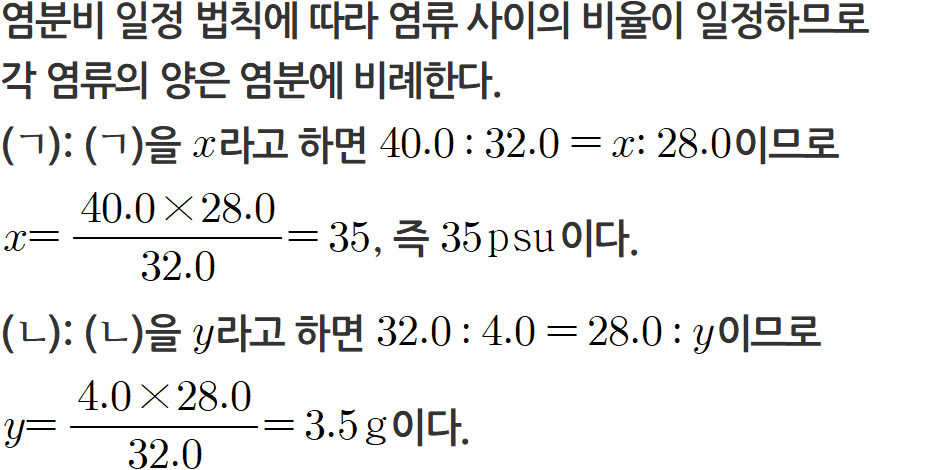 염분비 일정 법칙에 따라 염류 사이의 비율이 일정하므로
각 염류의 양은 염분에 비례한다.
(ㄱ): (ㄱ)을 x라고 하면 40.0 : 32.0 = x : 28.0이므로
x = \frac{40.0×28.0}{32.0} = 35, 즉 35psu이다.
(ㄴ): (ㄴ)을 y라고 하면 32.0 : 4.0 = 28.0 : y이므로
y = \frac{4.0×28.0}{32.0} = 3.5g이다.